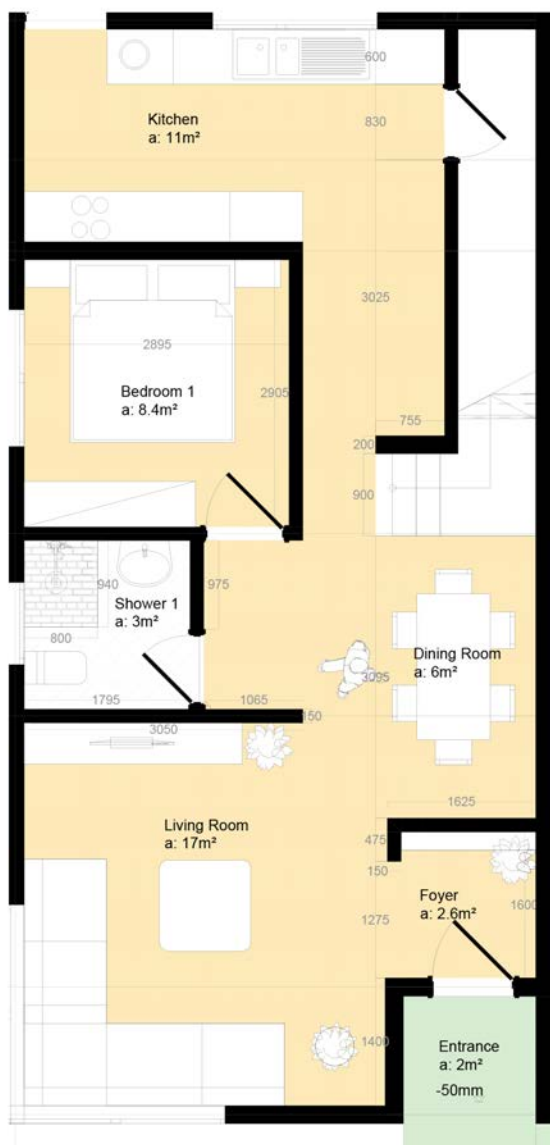 600
Kitchen
a: 11m²
830
3025
2895
Bedroom 1
a: 8.4m²
2905
755
200
900
940
975
Shower 1
a: 3m²
800
Dining Room
3095
a: 6m²
1795
1065
150
3050
1625
Living Room
a: 17m²
475
150
Foyer
a: 2.6m²
1600
1275
1400
Entrance
a: 2m²
-50mm